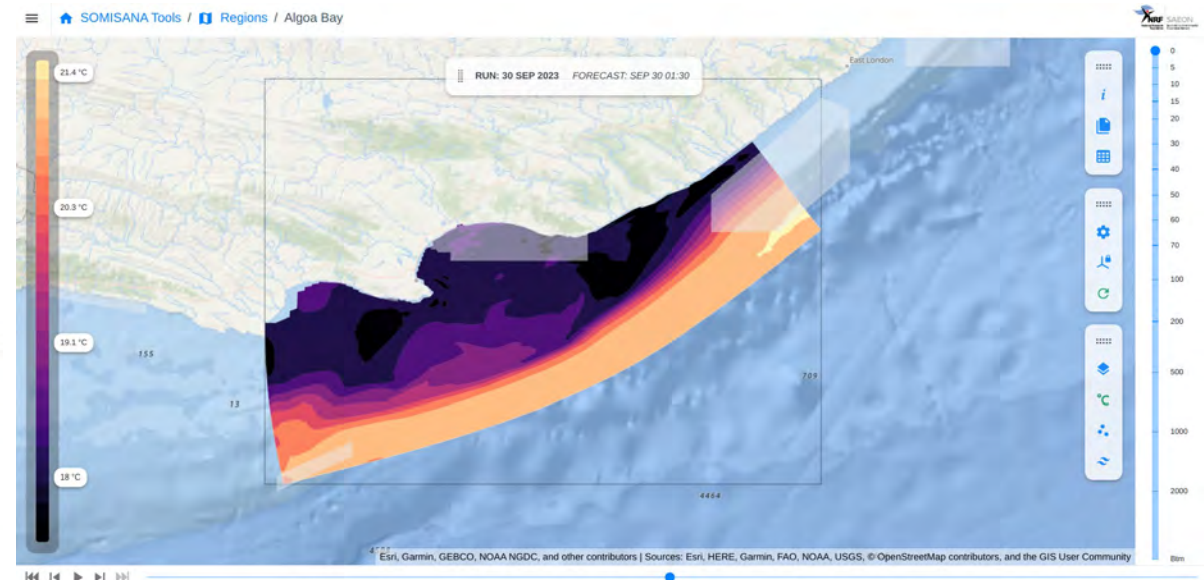 SOMISANA Tools / Regions / Algoa Bay
NRF SAEON
RUN: 30 SEP 2023 FORECAST: SEP 30 01:30
East London
21.4 °C
20.3 °C
19.1 °C
18 °C
155
13
709
4464
i
°C
0
5
10
15
20
30
40
50
60
70
100
200
500
1000
2000
Btm
Esri, Garmin, GEBCO, NOAA NGDC, and other contributors | Sources: Esri, HERE, Garmin, FAO, NOAA, USGS, © OpenStreetMap contributors, and the GIS User Community